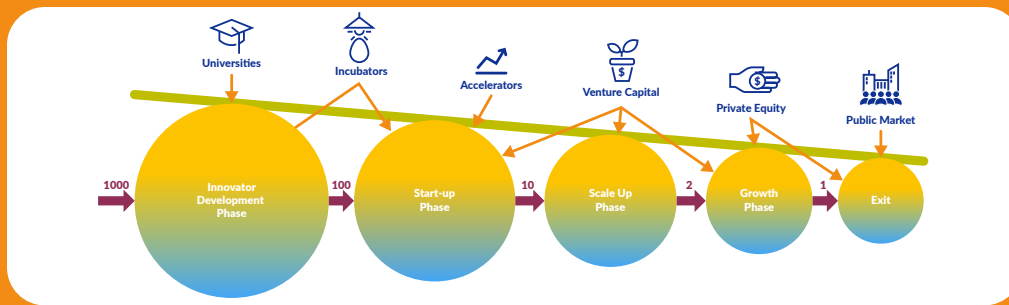 Universities
Incubators
Accelerators
Venture Capital
Private Equity
Public Market
$
$
1000
Innovator
Development
Phase
100
Start-up
Phase
10
Scale Up
Phase
2
Growth
Phase
1
Exit